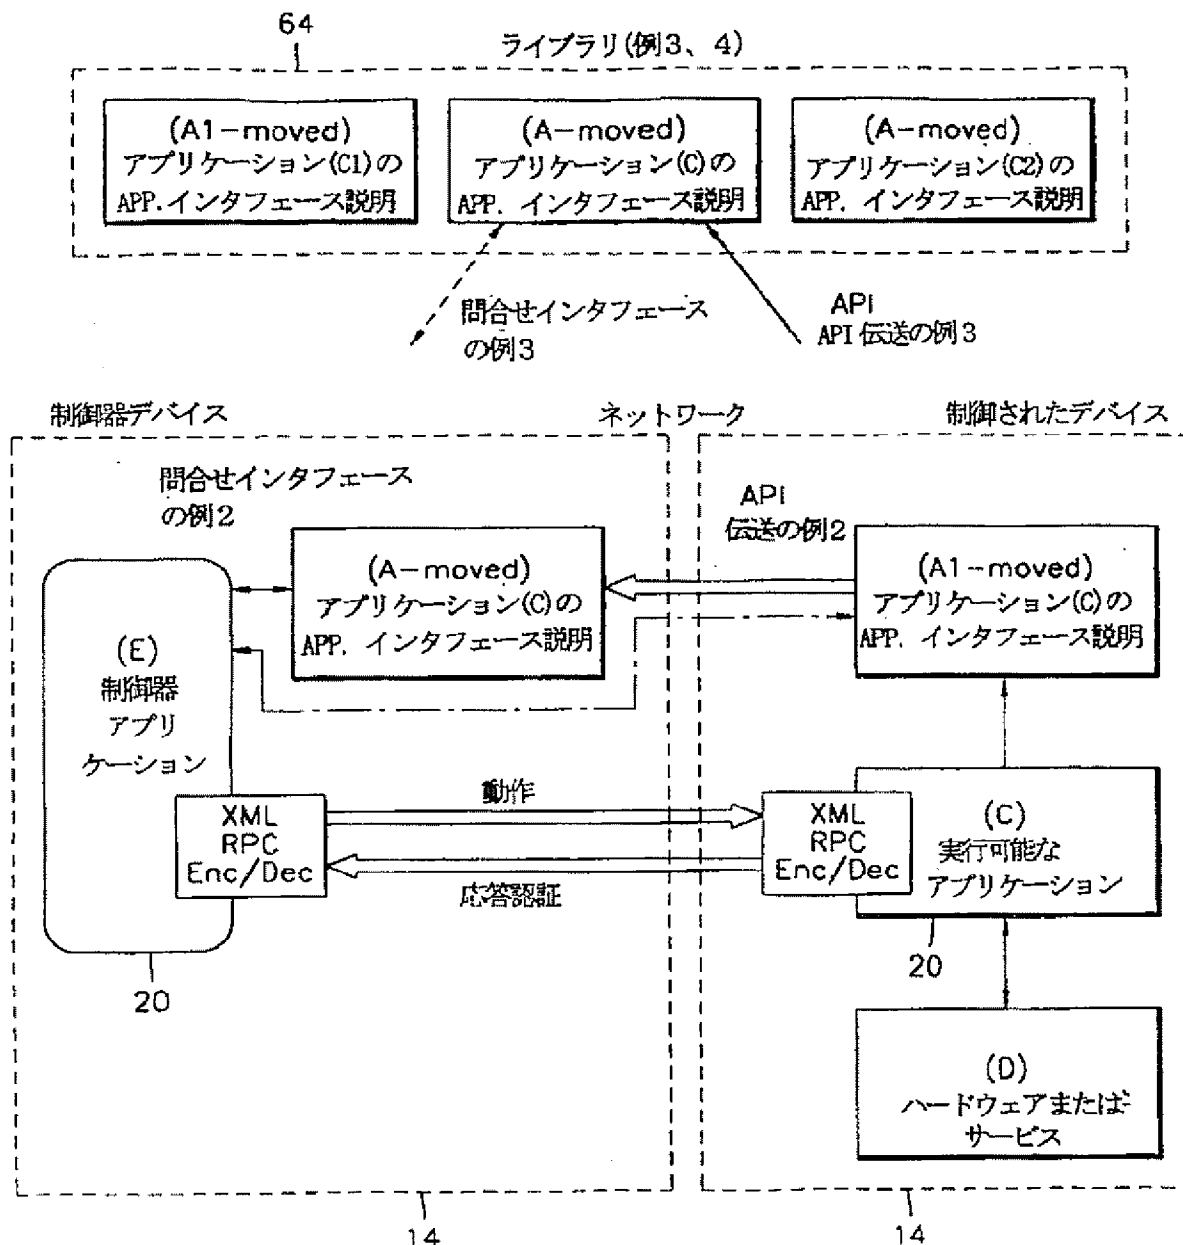 64
ライブラリ(例3、4)
(A1-moved)
アプリケーション(C1)の
APP.インタフェース説明
(A-moved)
アプリケーション(C)の
APP. インタフェース説明
(A-moved)
アプリケーション(C2)の
APP. インタフェース説明
問合せインタフェース
の例3
API
API伝送の例3
制御器デバイス
ネットワーク
制御されたデバイス
問合せインタフェース
の例2
API
伝送の例2
(A-moved)
アプリケーション(C)の
APP. インタフェース説明
(A1-moved)
アプリケーション(C)の
APP. インタフェース説明
(E)
制御器
アプリ
ケーション
XML
RPC
Enc/Dec
動作
応答認証
XML
RPC
Enc/Dec
(C)
実行可能な
アプリケーション
20
20
(D)
ハードウェアまたは
サービス
14
14